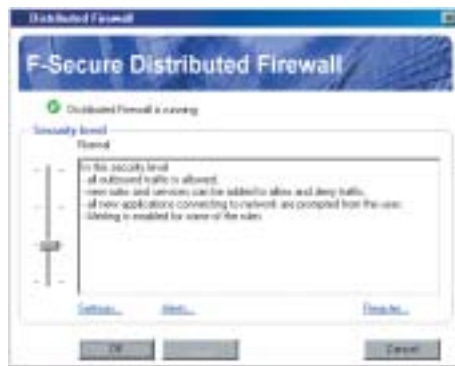 Distributed Firewall
F-Secure Distributed Firewall
Distributed Firewall is running
Security level
Normal
In this security level
- all outbound traffic is allowed.
- new rules and services can be added to allow and deny traffic.
- all new applications connecting to network are prompted from the user.
- Alerting is enabled for some of the rules
Settings...
Alerts...
OK
Cancel